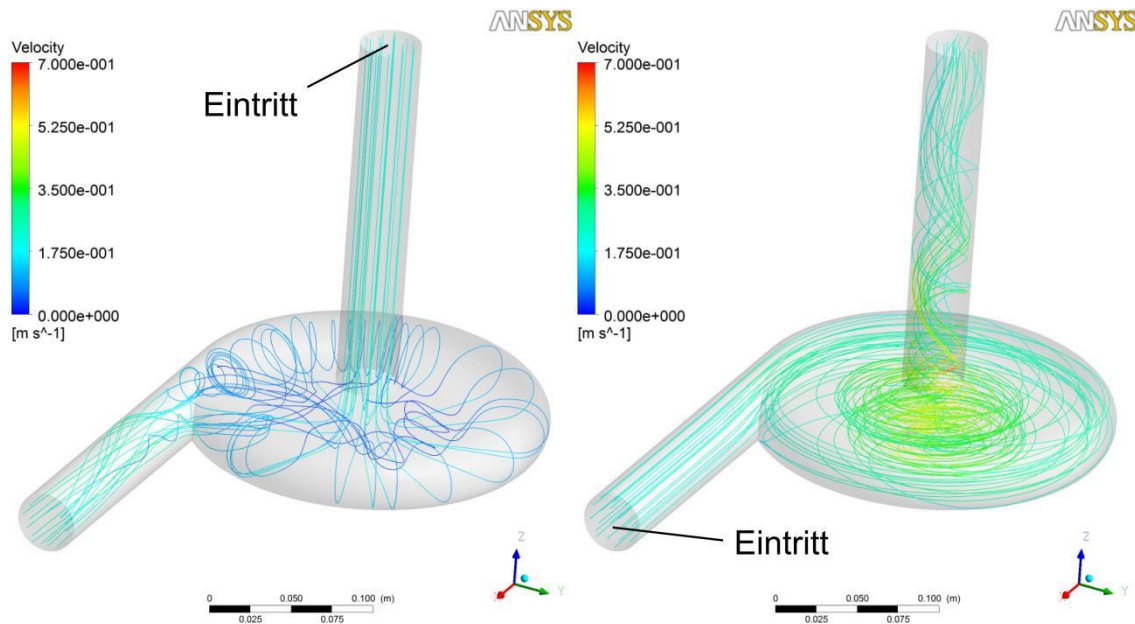 ANSYS
Velocity
7.000e-001
5.250e-001
3.500e-001
1.750e-001
0.000e+000
[m s^-1]
Eintritt
0 0.050 0.100 (m)
0.025 0.075
Z
Y
X
ANSYS
Velocity
7.000e-001
5.250e-001
3.500e-001
1.750e-001
0.000e+000
[m s^-1]
Eintritt
0 0.050 0.100 (m)
0.025 0.075
Z
Y
X